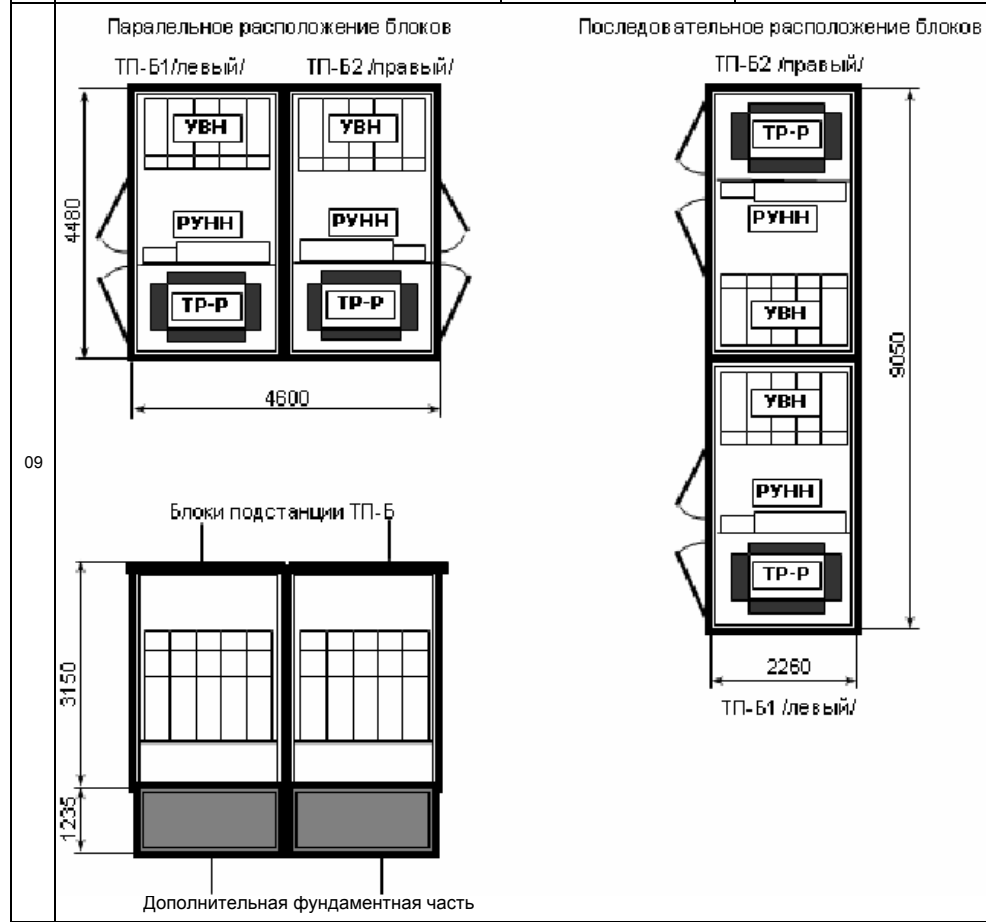 Паралельное расположение блоков
ТП-Б1/левый/ ТП-Б2 /правый/
УВН УВН
4480
РУНН РУНН
ТР-Р ТР-Р
4600
Последовательное расположение блоков
ТП-Б2 /правый/
ТР-Р
РУНН
УВН
9050
УВН
РУНН
ТР-Р
2260
ТП-Б1 /левый/
09
Блоки подстанции ТП-Б
3150
1235
Дополнительная фундаментная часть